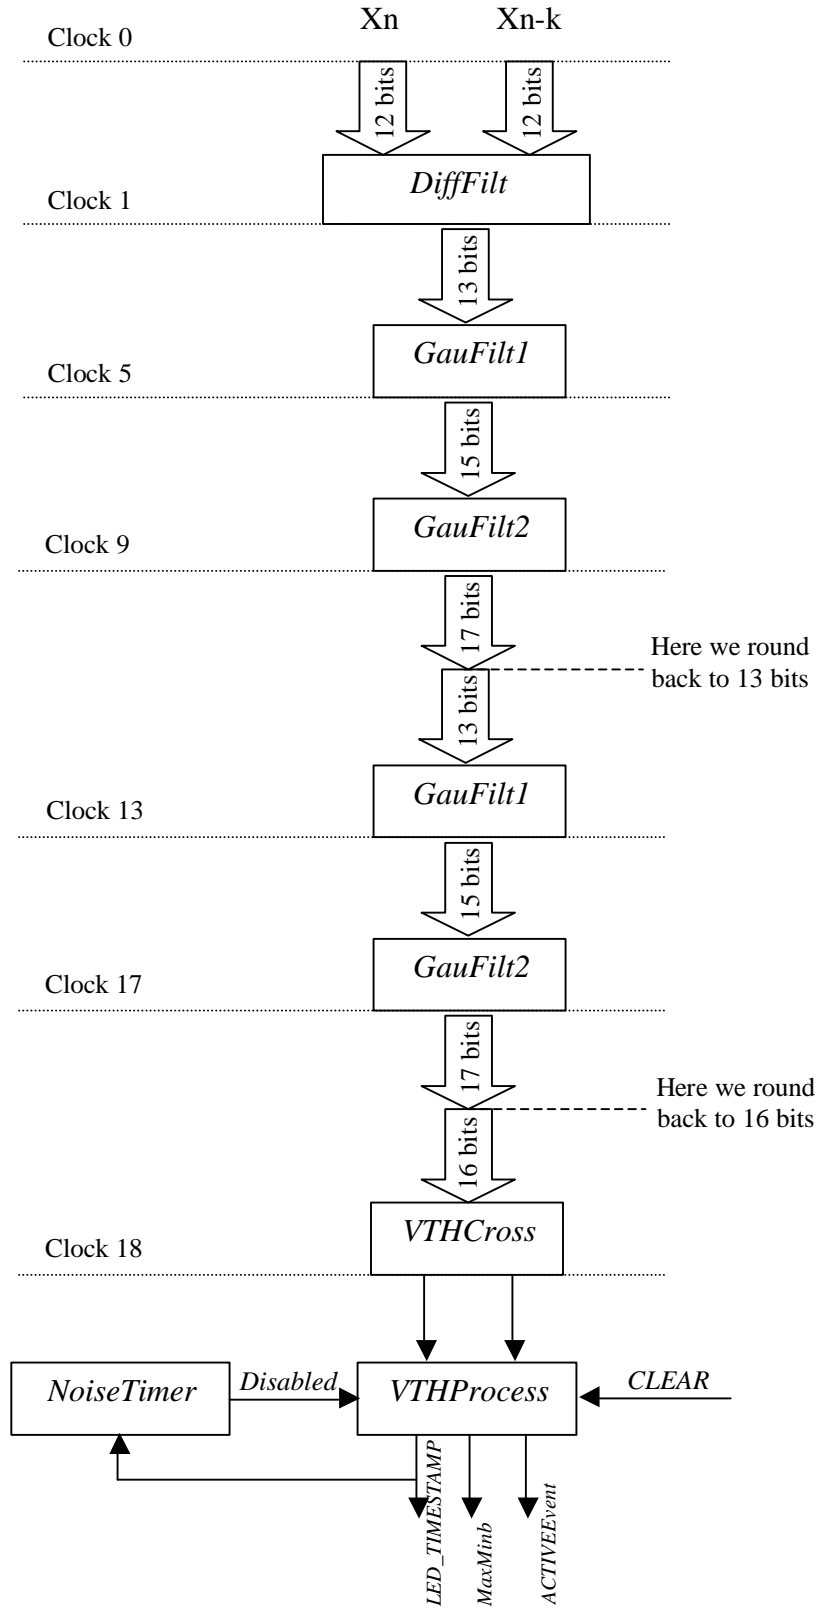 Xn
Xn-k
Clock 0
12 bits
12 bits
DiffFilt
Clock 1
13 bits
GauFilt1
Clock 5
15 bits
GauFilt2
Clock 9
17 bits
Here we round
back to 13 bits
13 bits
GauFilt1
Clock 13
15 bits
GauFilt2
Clock 17
17 bits
Here we round
back to 16 bits
16 bits
VTHCross
Clock 18
NoiseTimer
Disabled
VTHProcess
CLEAR
LED_TIMESTAMP
MaxMinb
ACTIVEEvent